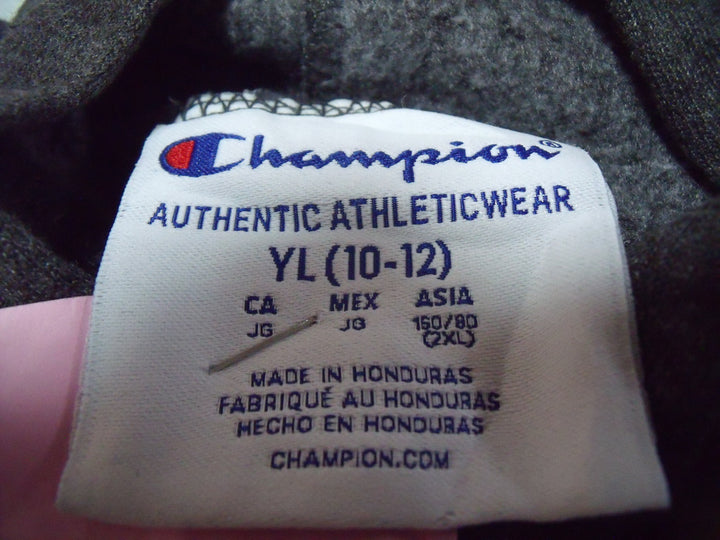 Champion®
AUTHENTIC ATHLETICWEAR
YL (10-12)
CA MEX ASIA
JG JG 150/80
(2XL)
MADE IN HONDURAS
FABRIQUÉ AU HONDURAS
HECHO EN HONDURAS
CHAMPION.COM